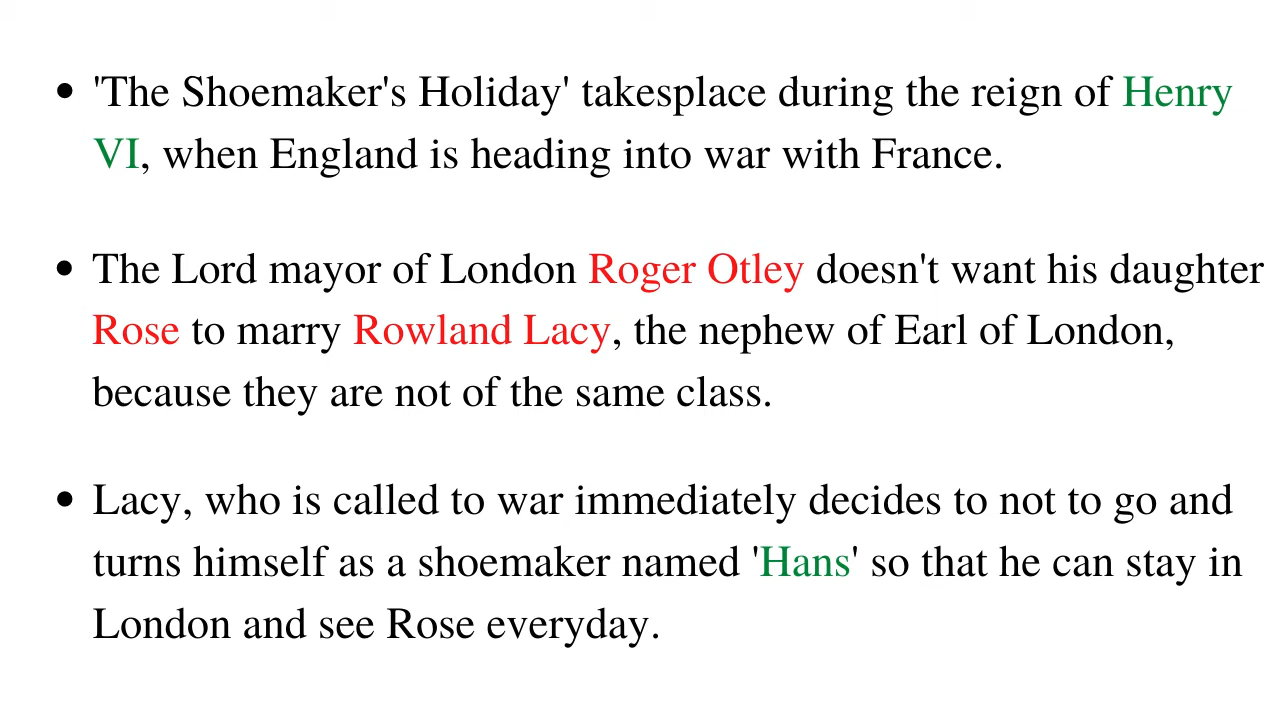 • 'The Shoemaker's Holiday' takesplace during the reign of Henry
VI, when England is heading into war with France.
• The Lord mayor of London Roger Otley doesn't want his daughter
Rose to marry Rowland Lacy, the nephew of Earl of London,
because they are not of the same class.
• Lacy, who is called to war immediately decides to not to go and
turns himself as a shoemaker named 'Hans' so that he can stay in
London and see Rose everyday.